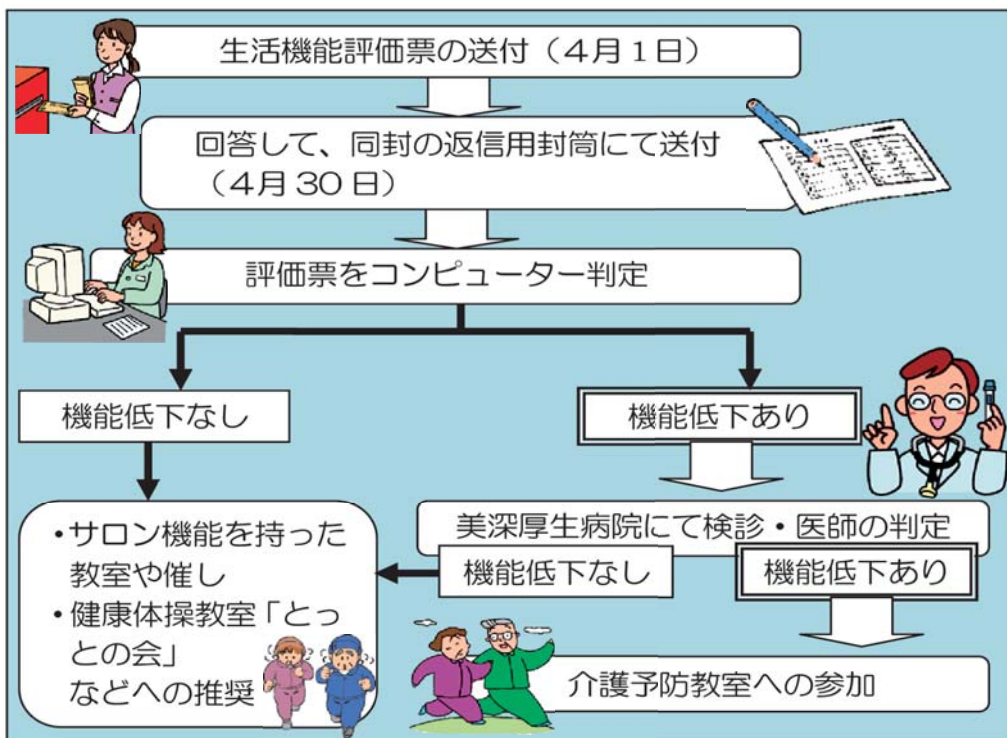 生活機能評価票の送付（４月１日）
回答して、同封の返信用封筒にて送付
（４月 30 日）
評価票をコンピューター判定
機能低下なし
機能低下あり
美深厚生病院にて検診・医師の判定
機能低下なし
機能低下あり
・サロン機能を持った
教室や催し
・健康体操教室「とっ
との会」
などへの推奨
介護予防教室への参加